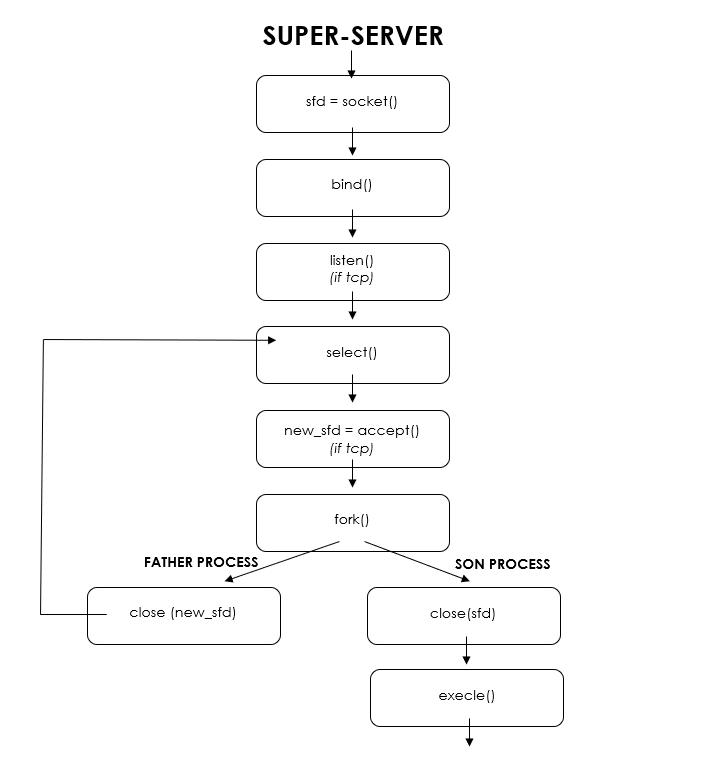 SUPER-SERVER
sfd = socket()
bind()
listen()
(if tcp)
select()
new_sfd = accept()
(if tcp)
fork()
FATHER PROCESS
SON PROCESS
close (new_sfd)
close(sfd)
execle()